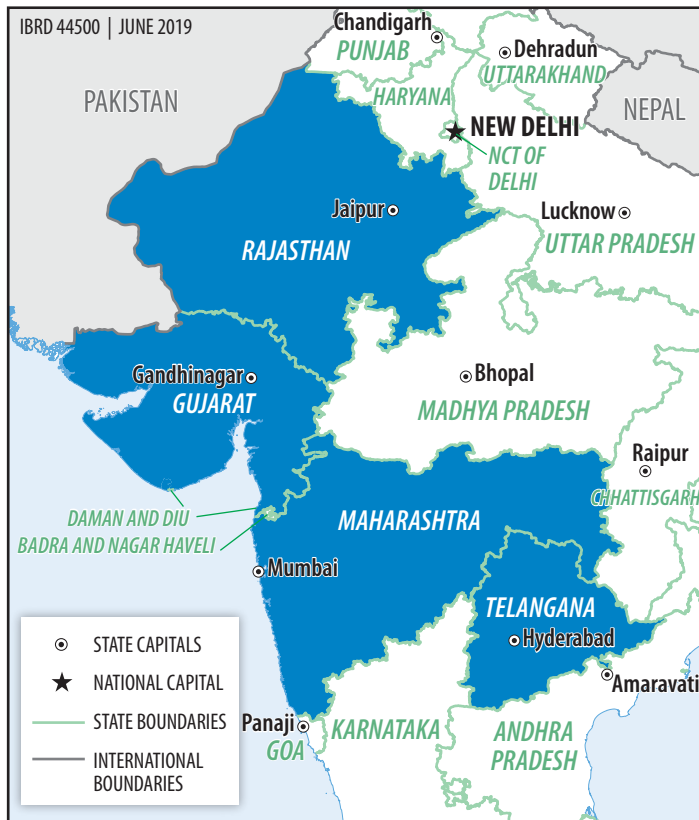 IBRD 44500 | JUNE 2019
Chandigarh
PUNJAB
Dehradun
UTTARAKHAND
PAKISTAN
HARYANA
NEPAL
NEW DELHI
NCT OF
DELHI
Jaipur
Lucknow
RAJASTHAN
UTTAR PRADESH
Gandhinagar
GUJARAT
Bhopal
MADHYA PRADESH
Raipur
CHHATTISGARH
DAMAN AND DIU
BADRA AND NAGAR HAVELI
MAHARASHTRA
Mumbai
TELANGANA
Hyderabad
Amaravati
Panaji
GOA
KARNATAKA
ANDHRA
PRADESH
STATE CAPITALS
NATIONAL CAPITAL
STATE BOUNDARIES
INTERNATIONAL
BOUNDARIES